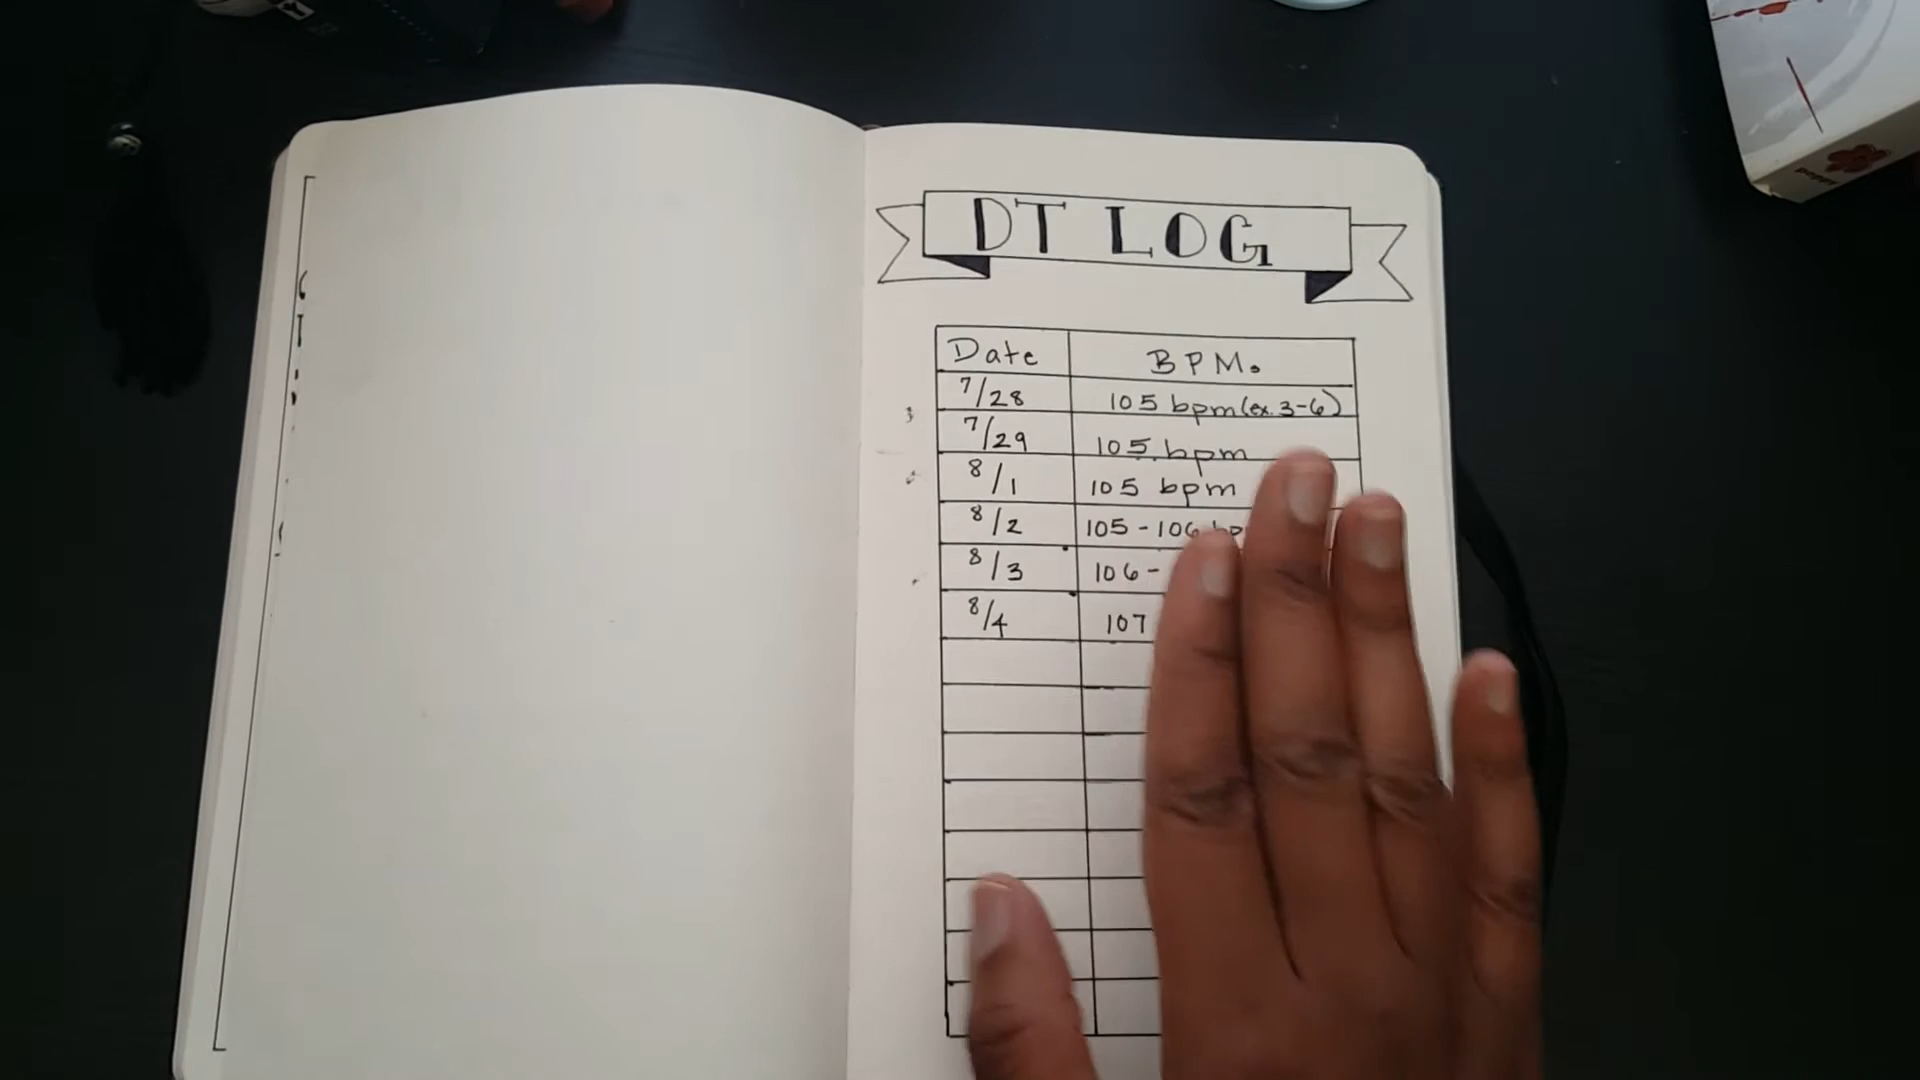 DT LOG
Date BPM.
7/28 105 bpm (ex. 3-6)
7/29 105 bpm
8/1 105 bpm
8/2 105-106
8/3 106-
8/4 107
poppy